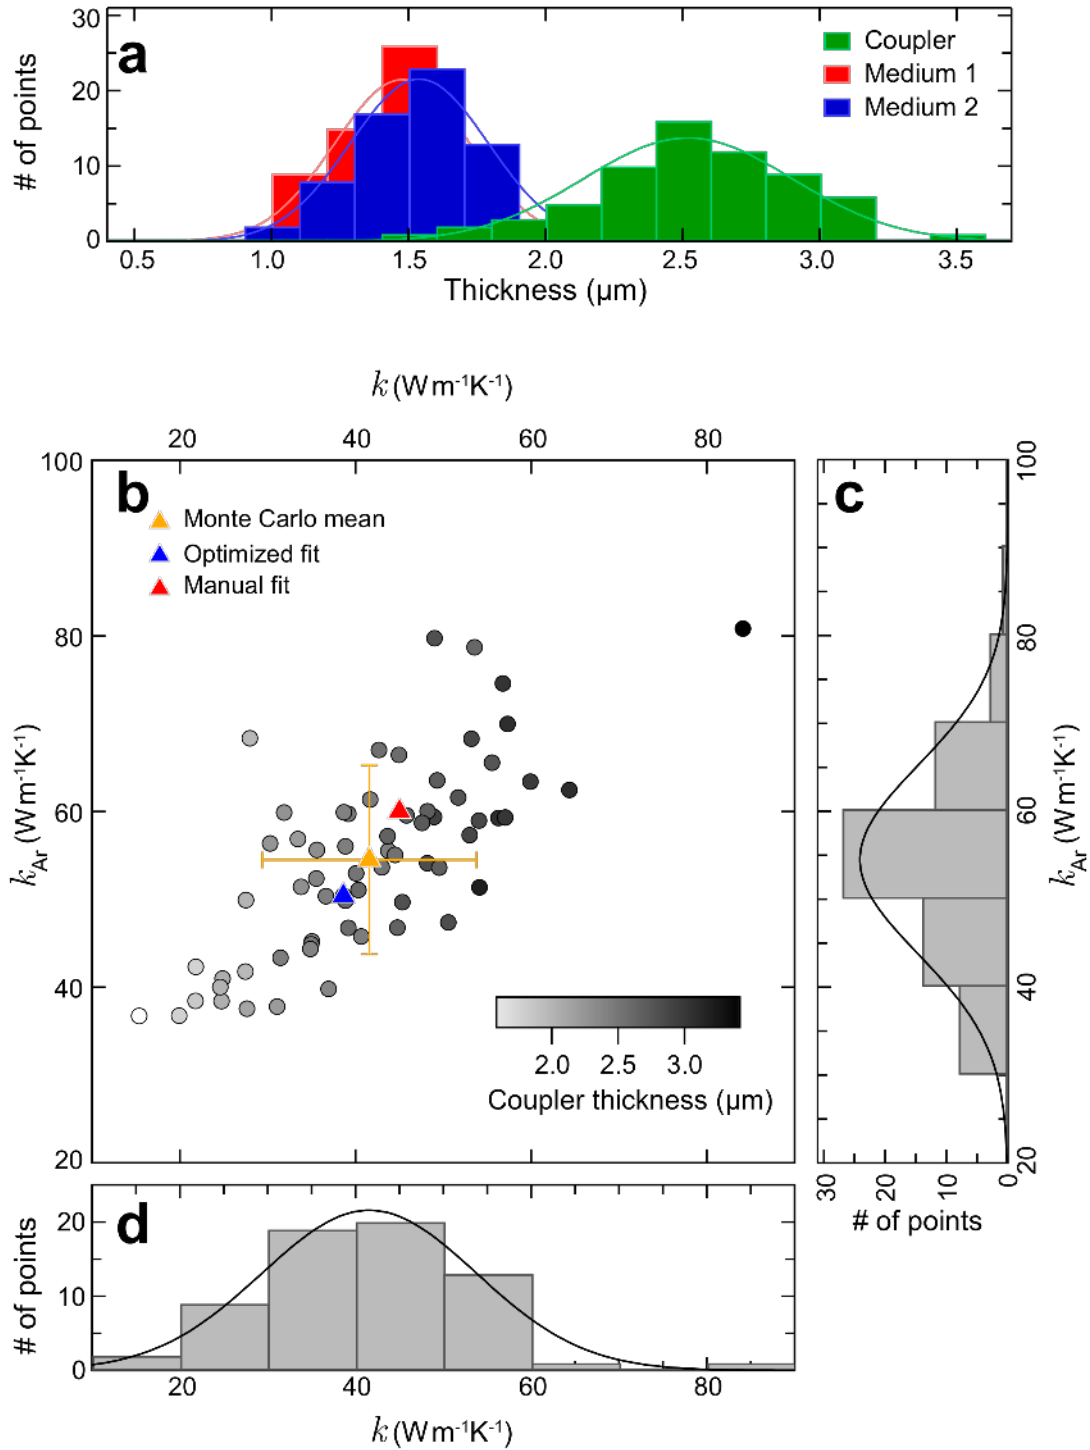 a
30
20
10
0
# of points
Coupler
Medium 1
Medium 2
0.5 1.0 1.5 2.0 2.5 3.0 3.5
Thickness (μm)
k (Wm⁻¹K⁻¹)
20 40 60 80
b
100
80
60
40
20
k_Ar (Wm⁻¹K⁻¹)
Monte Carlo mean
Optimized fit
Manual fit
2.0 2.5 3.0
Coupler thickness (μm)
c
100
80
60
40
20
k_Ar (Wm⁻¹K⁻¹)
30 20 10 0
# of points
d
20
10
0
# of points
20 40 60 80
k (Wm⁻¹K⁻¹)